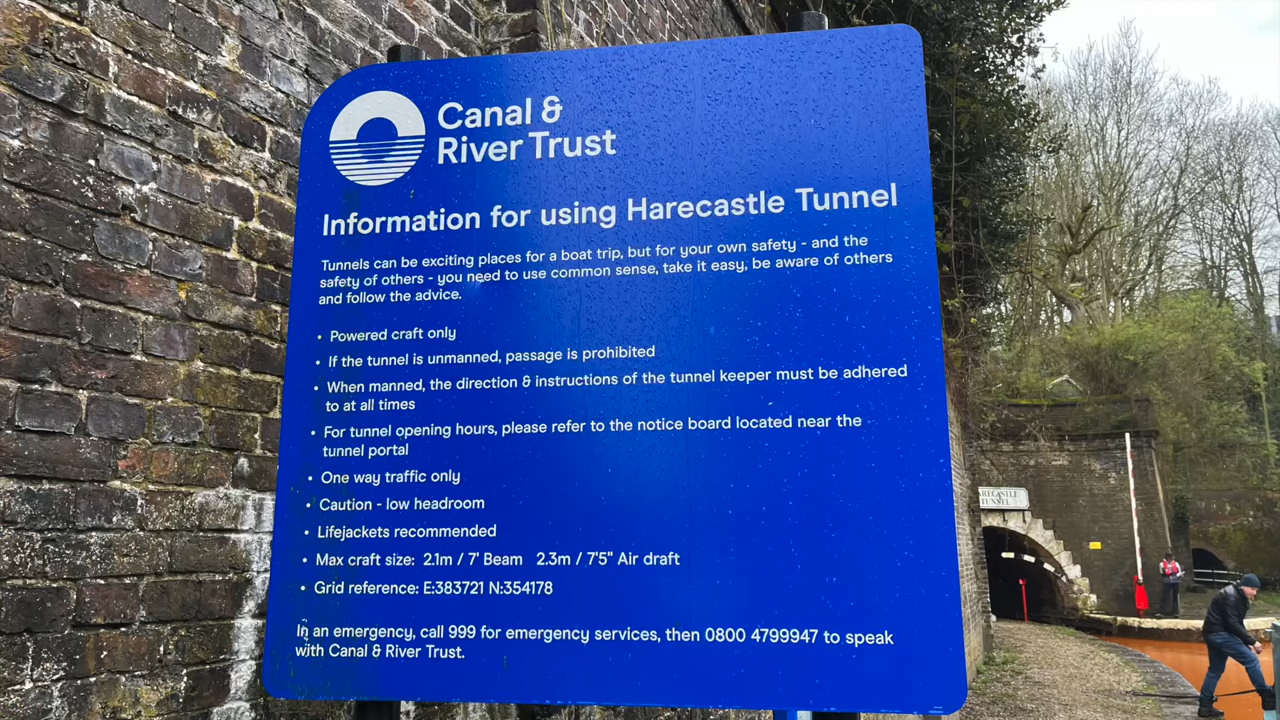 Canal &
River Trust
Information for using Harecastle Tunnel
Tunnels can be exciting places for a boat trip, but for your own safety - and the
safety of others - you need to use common sense, take it easy, be aware of others
and follow the advice.
• Powered craft only
• If the tunnel is unmanned, passage is prohibited
• When manned, the direction & instructions of the tunnel keeper must be adhered
to at all times
• For tunnel opening hours, please refer to the notice board located near the
tunnel portal
• One way traffic only
• Caution - low headroom
• Lifejackets recommended
• Max craft size: 2.1m / 7' Beam 2.3m / 7'5" Air draft
• Grid reference: E:383721 N:354178
In an emergency, call 999 for emergency services, then 0800 4799947 to speak
with Canal & River Trust.
RECASTLE
TUNNEL